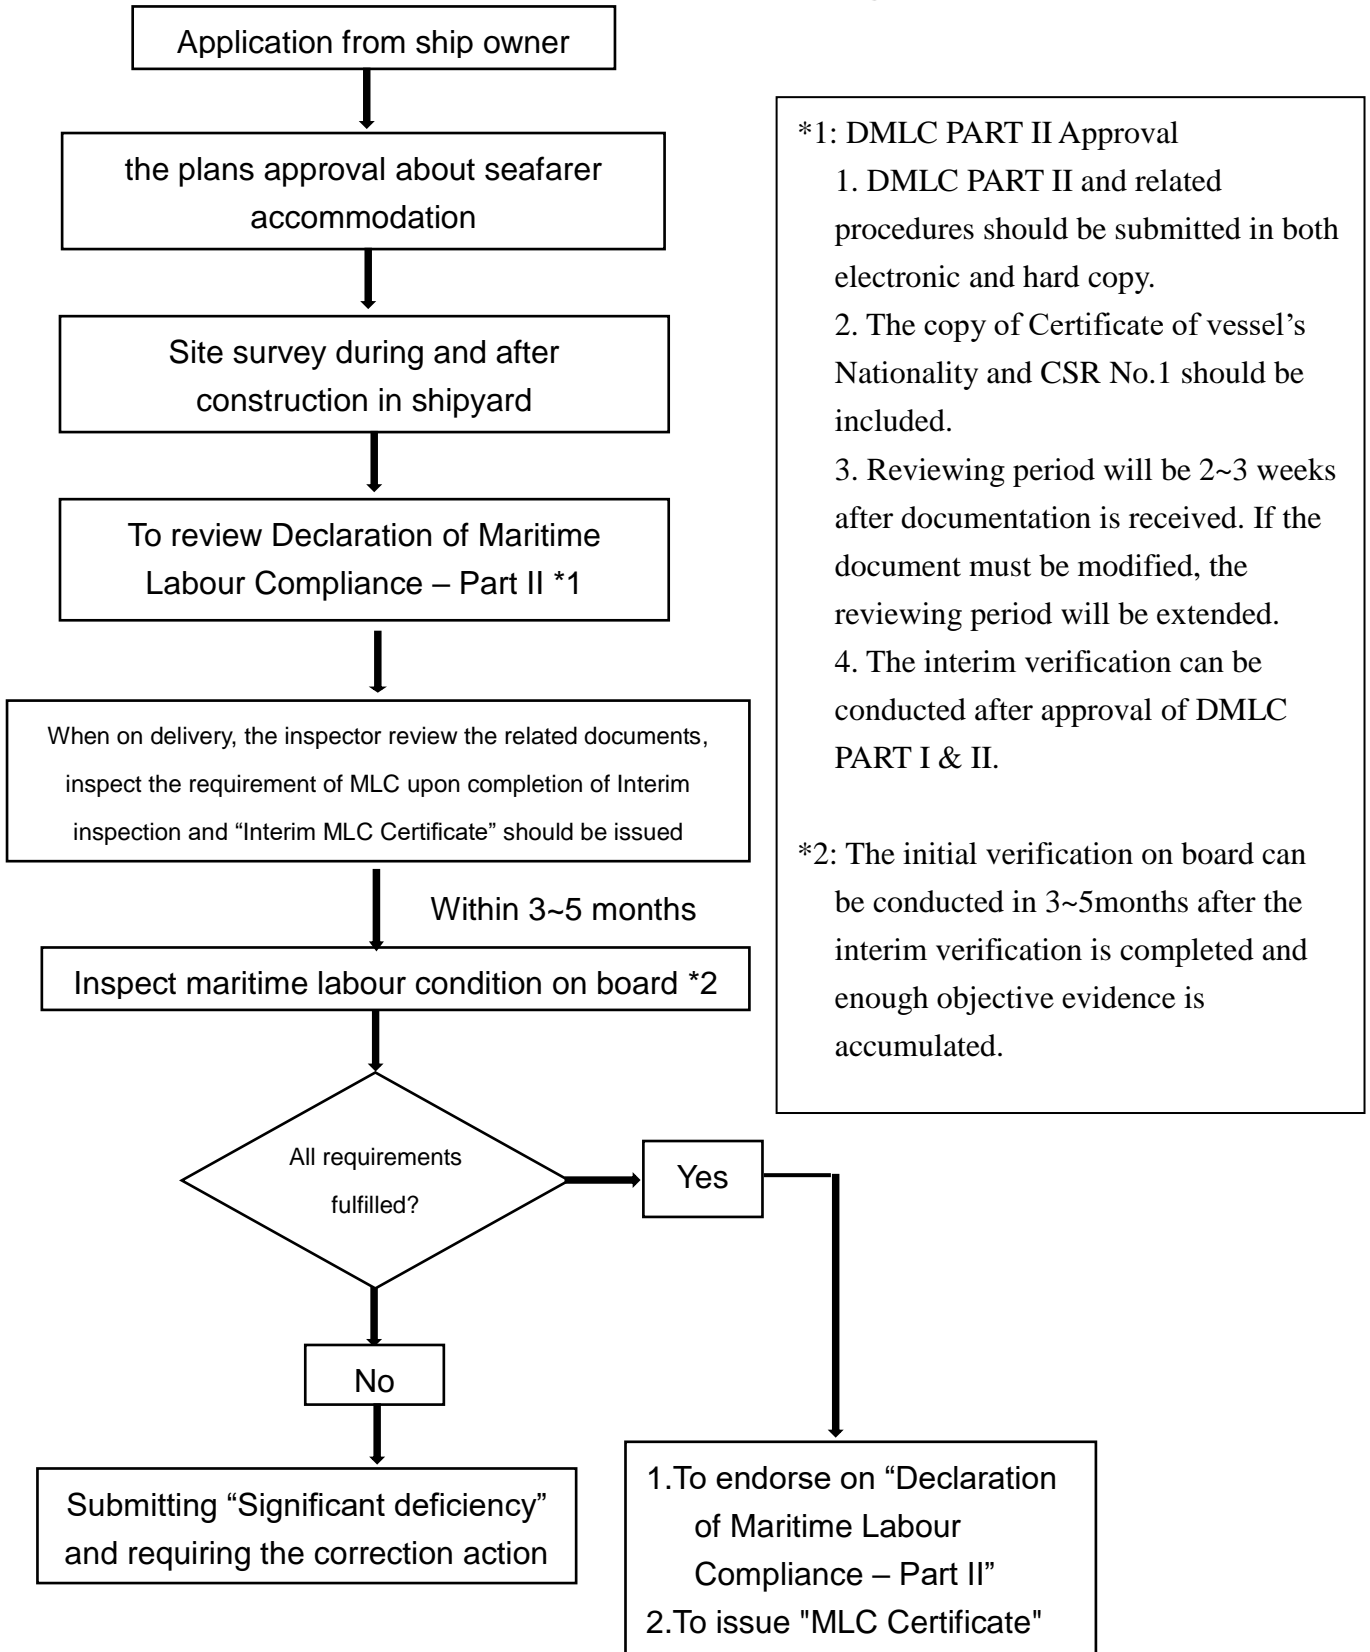 Application from ship owner
the plans approval about seafarer
accommodation
Site survey during and after
construction in shipyard
To review Declaration of Maritime
Labour Compliance – Part II *1
When on delivery, the inspector review the related documents,
inspect the requirement of MLC upon completion of Interim
inspection and “Interim MLC Certificate” should be issued
Within 3~5 months
Inspect maritime labour condition on board *2
All requirements
fulfilled?
Yes
No
Submitting “Significant deficiency”
and requiring the correction action
1.To endorse on “Declaration
of Maritime Labour
Compliance – Part II”
2.To issue "MLC Certificate"
*1: DMLC PART II Approval
1. DMLC PART II and related
procedures should be submitted in both
electronic and hard copy.
2. The copy of Certificate of vessel’s
Nationality and CSR No.1 should be
included.
3. Reviewing period will be 2~3 weeks
after documentation is received. If the
document must be modified, the
reviewing period will be extended.
4. The interim verification can be
conducted after approval of DMLC
PART I & II.
*2: The initial verification on board can
be conducted in 3~5months after the
interim verification is completed and
enough objective evidence is
accumulated.